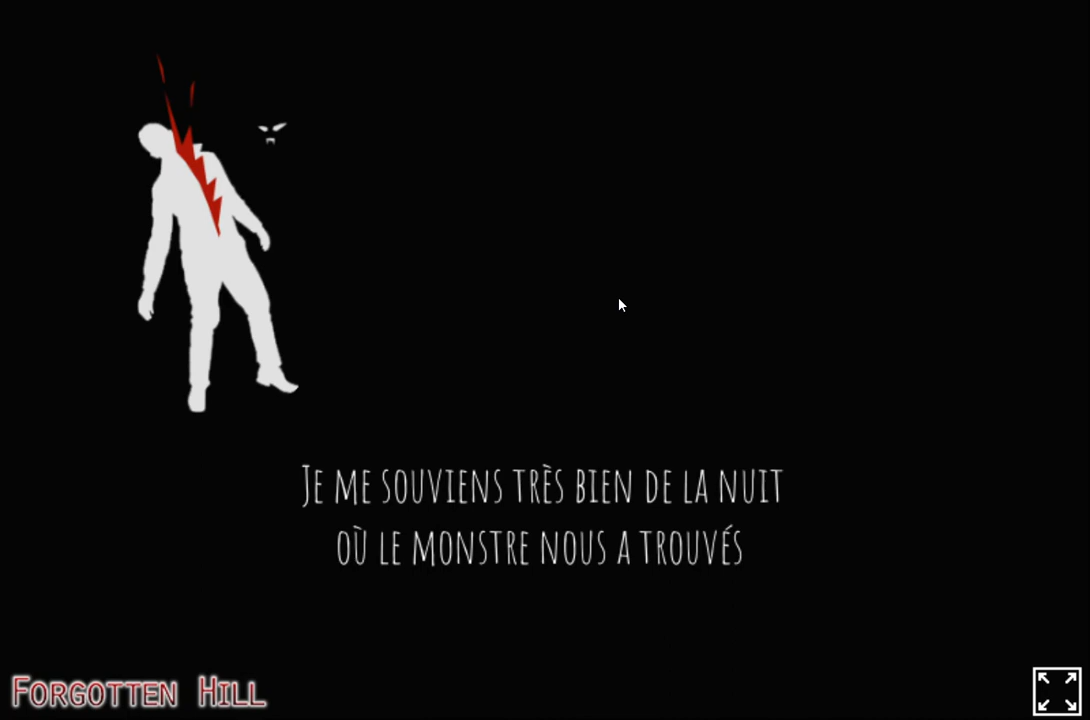 Je me souviens très bien de la nuit
où le monstre nous a trouvés
Forgotten Hill